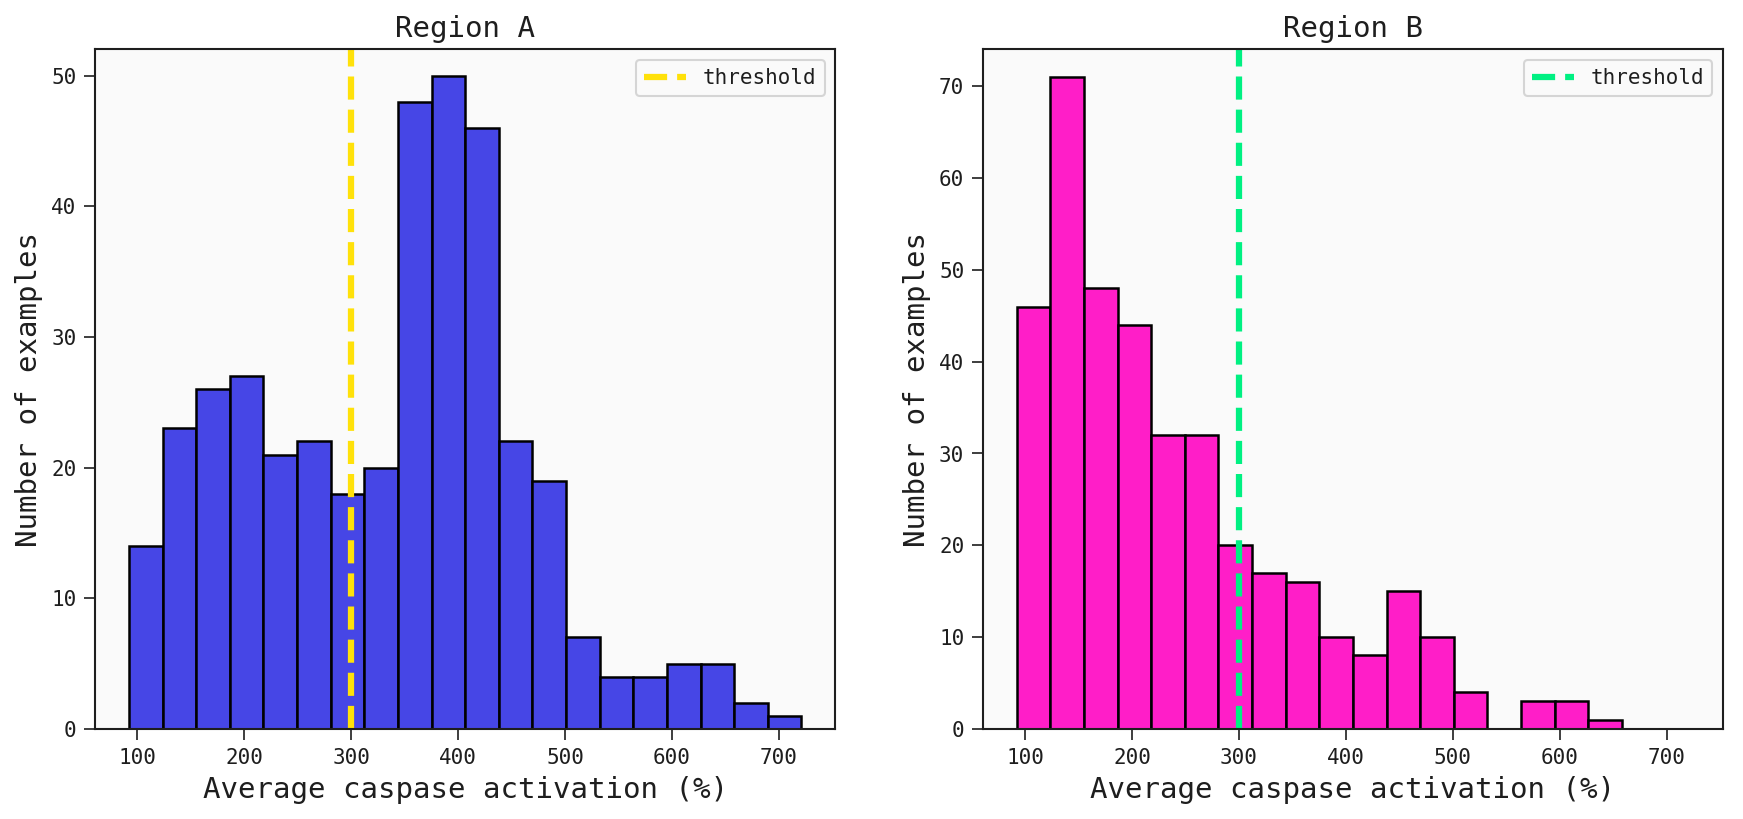 Region A
threshold
50
40
30
20
10
0
Number of examples
100 200 300 400 500 600 700
Average caspase activation (%)
Region B
threshold
70
60
50
40
30
20
10
0
Number of examples
100 200 300 400 500 600 700
Average caspase activation (%)